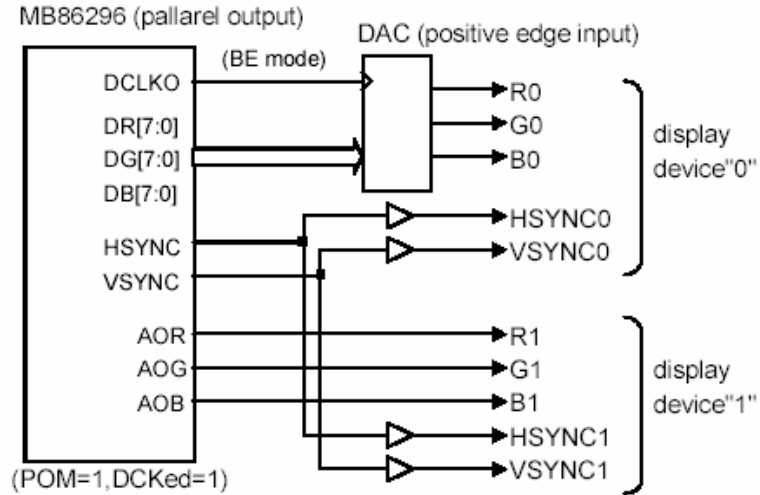 MB86296 (pallarel output)
DAC (positive edge input)
(BE mode)
DCLKO
DR[7:0]
DG[7:0]
DB[7:0]
HSYNC
VSYNC
AOR
AOG
AOB
R0
G0
B0
HSYNC0
VSYNC0
display
device"0"
R1
G1
B1
HSYNC1
VSYNC1
display
device"1"
(POM=1,DCKed=1)